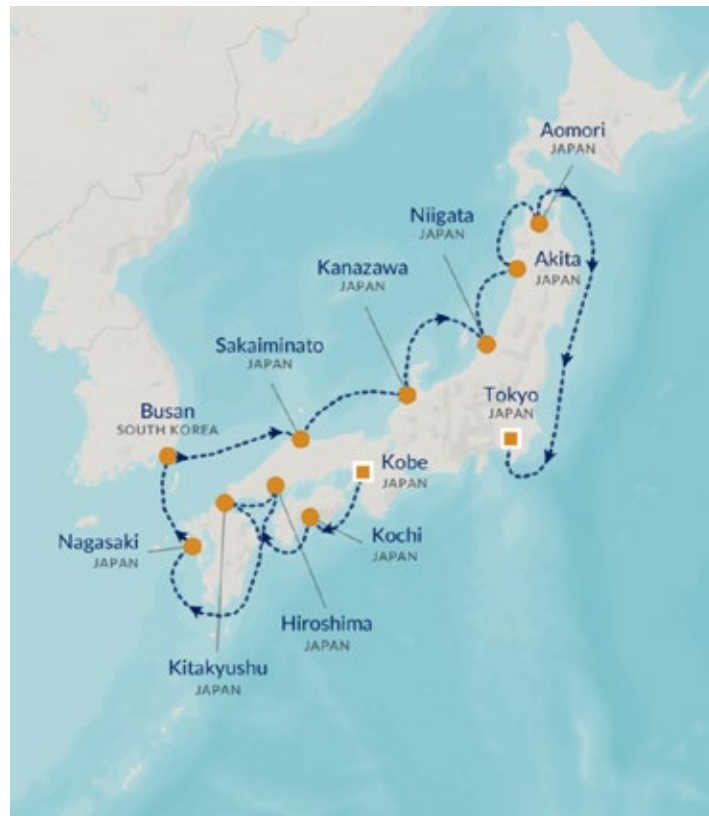 Aomori
JAPAN
Niigata
JAPAN
Akita
JAPAN
Kanazawa
JAPAN
Sakaiminato
JAPAN
Tokyo
JAPAN
Busan
SOUTH KOREA
Kobe
JAPAN
Nagasaki
JAPAN
Kochi
JAPAN
Hiroshima
JAPAN
Kitakyushu
JAPAN